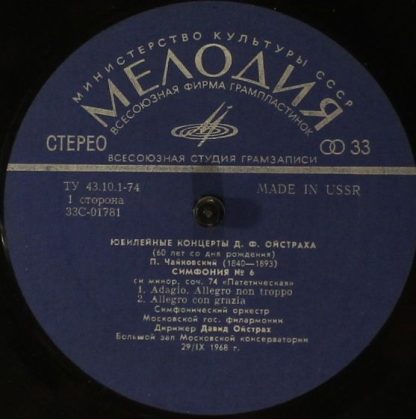 МИНИСТЕРСТВО КУЛЬТУРЫ СССР
МЕЛОДИЯ
ВСЕСОЮЗНАЯ ФИРМА ГРАМПЛАСТИНОК
СТЕРЕО
33
ВСЕСОЮЗНАЯ СТУДИЯ ГРАМЗАПИСИ
ТУ 43.10.1-74
MADE IN USSR
1 сторона
33С-01781
ЮБИЛЕЙНЫЕ КОНЦЕРТЫ Д. Ф. ОЙСТРАХА
(60 лет со дня рождения)
П. Чайковский (1840—1893)
СИМФОНИЯ № 6
си минор, соч. 74 «Патетическая»
1. Adagio. Allegro non troppo
2. Allegro con grazia
Симфонический оркестр
Московской гос. филармонии
Дирижер Давид Ойстрах
Большой зал Московской консерватории
29/IX 1968 г.